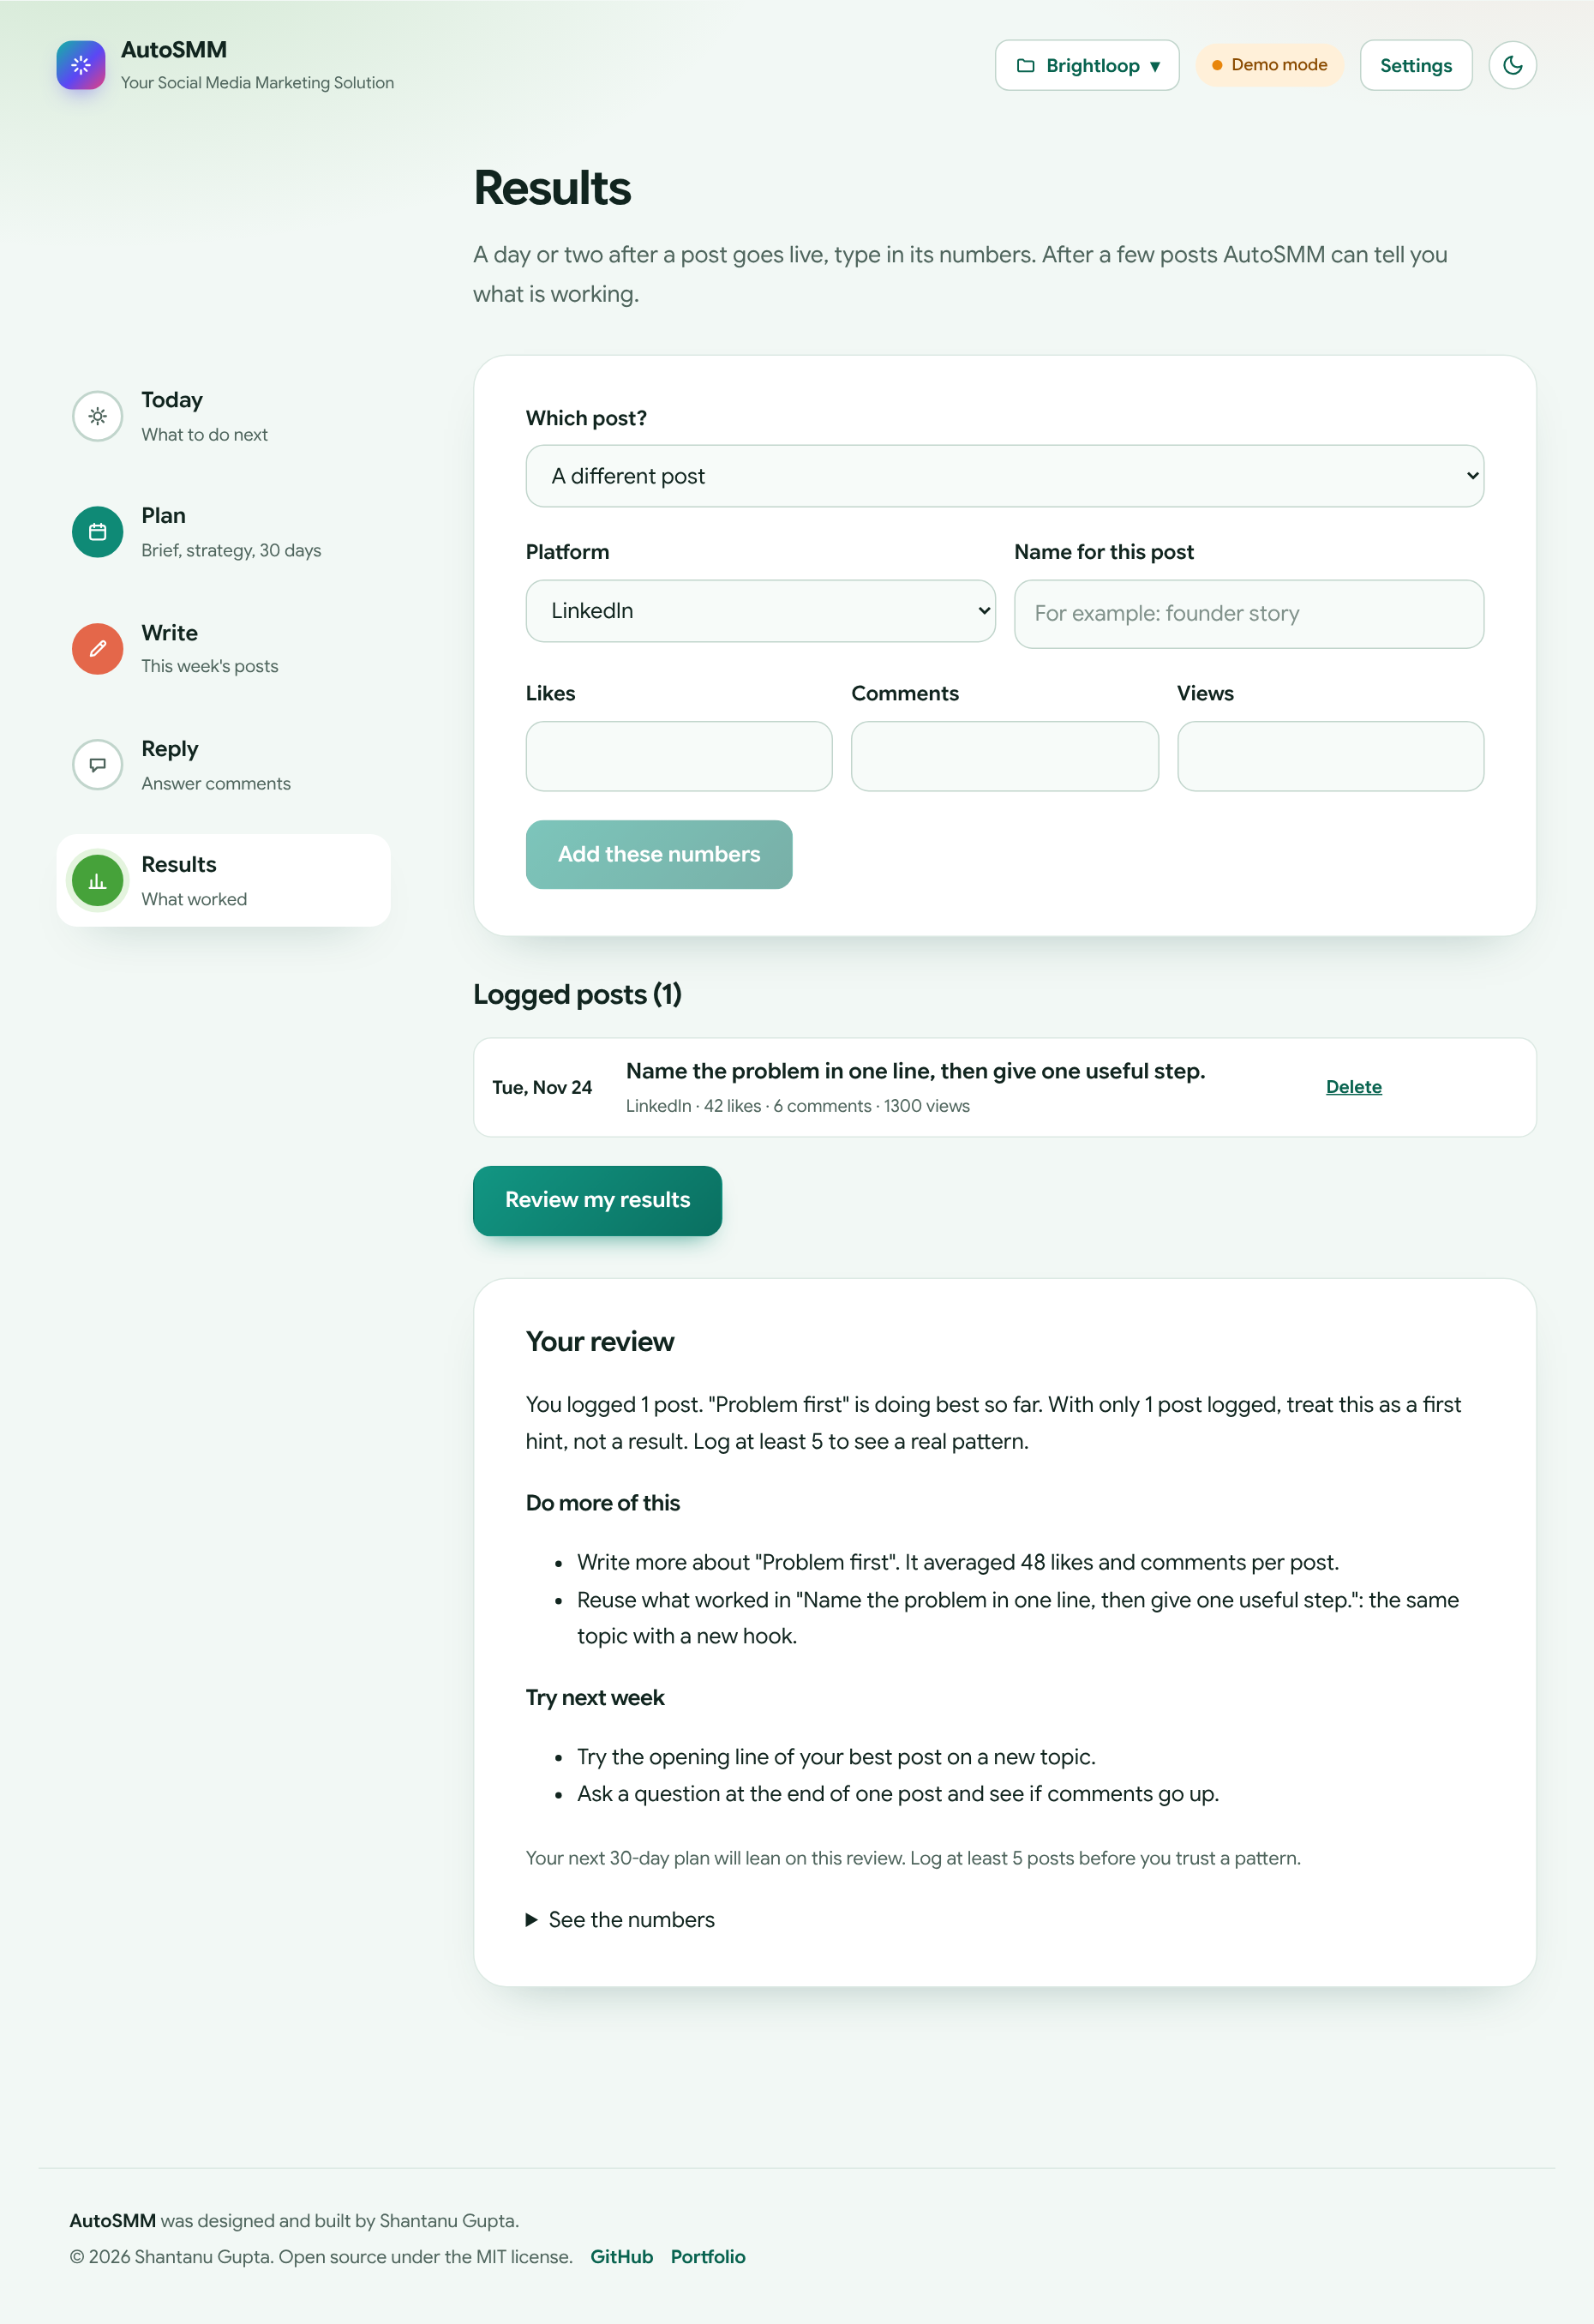 AutoSMM
Your Social Media Marketing Solution
Brightloop ▼
Demo mode
Settings
Results
A day or two after a post goes live, type in its numbers. After a few posts AutoSMM can tell you
what is working.
Today
What to do next
Plan
Brief, strategy, 30 days
Write
This week's posts
Reply
Answer comments
Results
What worked
Which post?
A different post
Platform
Name for this post
LinkedIn
For example: founder story
Likes
Comments
Views
Add these numbers
Logged posts (1)
Tue, Nov 24
Name the problem in one line, then give one useful step.
LinkedIn · 42 likes · 6 comments · 1300 views
Delete
Review my results
Your review
You logged 1 post. "Problem first" is doing best so far. With only 1 post logged, treat this as a first
hint, not a result. Log at least 5 to see a real pattern.
Do more of this
• Write more about "Problem first". It averaged 48 likes and comments per post.
• Reuse what worked in "Name the problem in one line, then give one useful step.": the same
topic with a new hook.
Try next week
• Try the opening line of your best post on a new topic.
• Ask a question at the end of one post and see if comments go up.
Your next 30-day plan will lean on this review. Log at least 5 posts before you trust a pattern.
▶ See the numbers
AutoSMM was designed and built by Shantanu Gupta.
© 2026 Shantanu Gupta. Open source under the MIT license. GitHub Portfolio